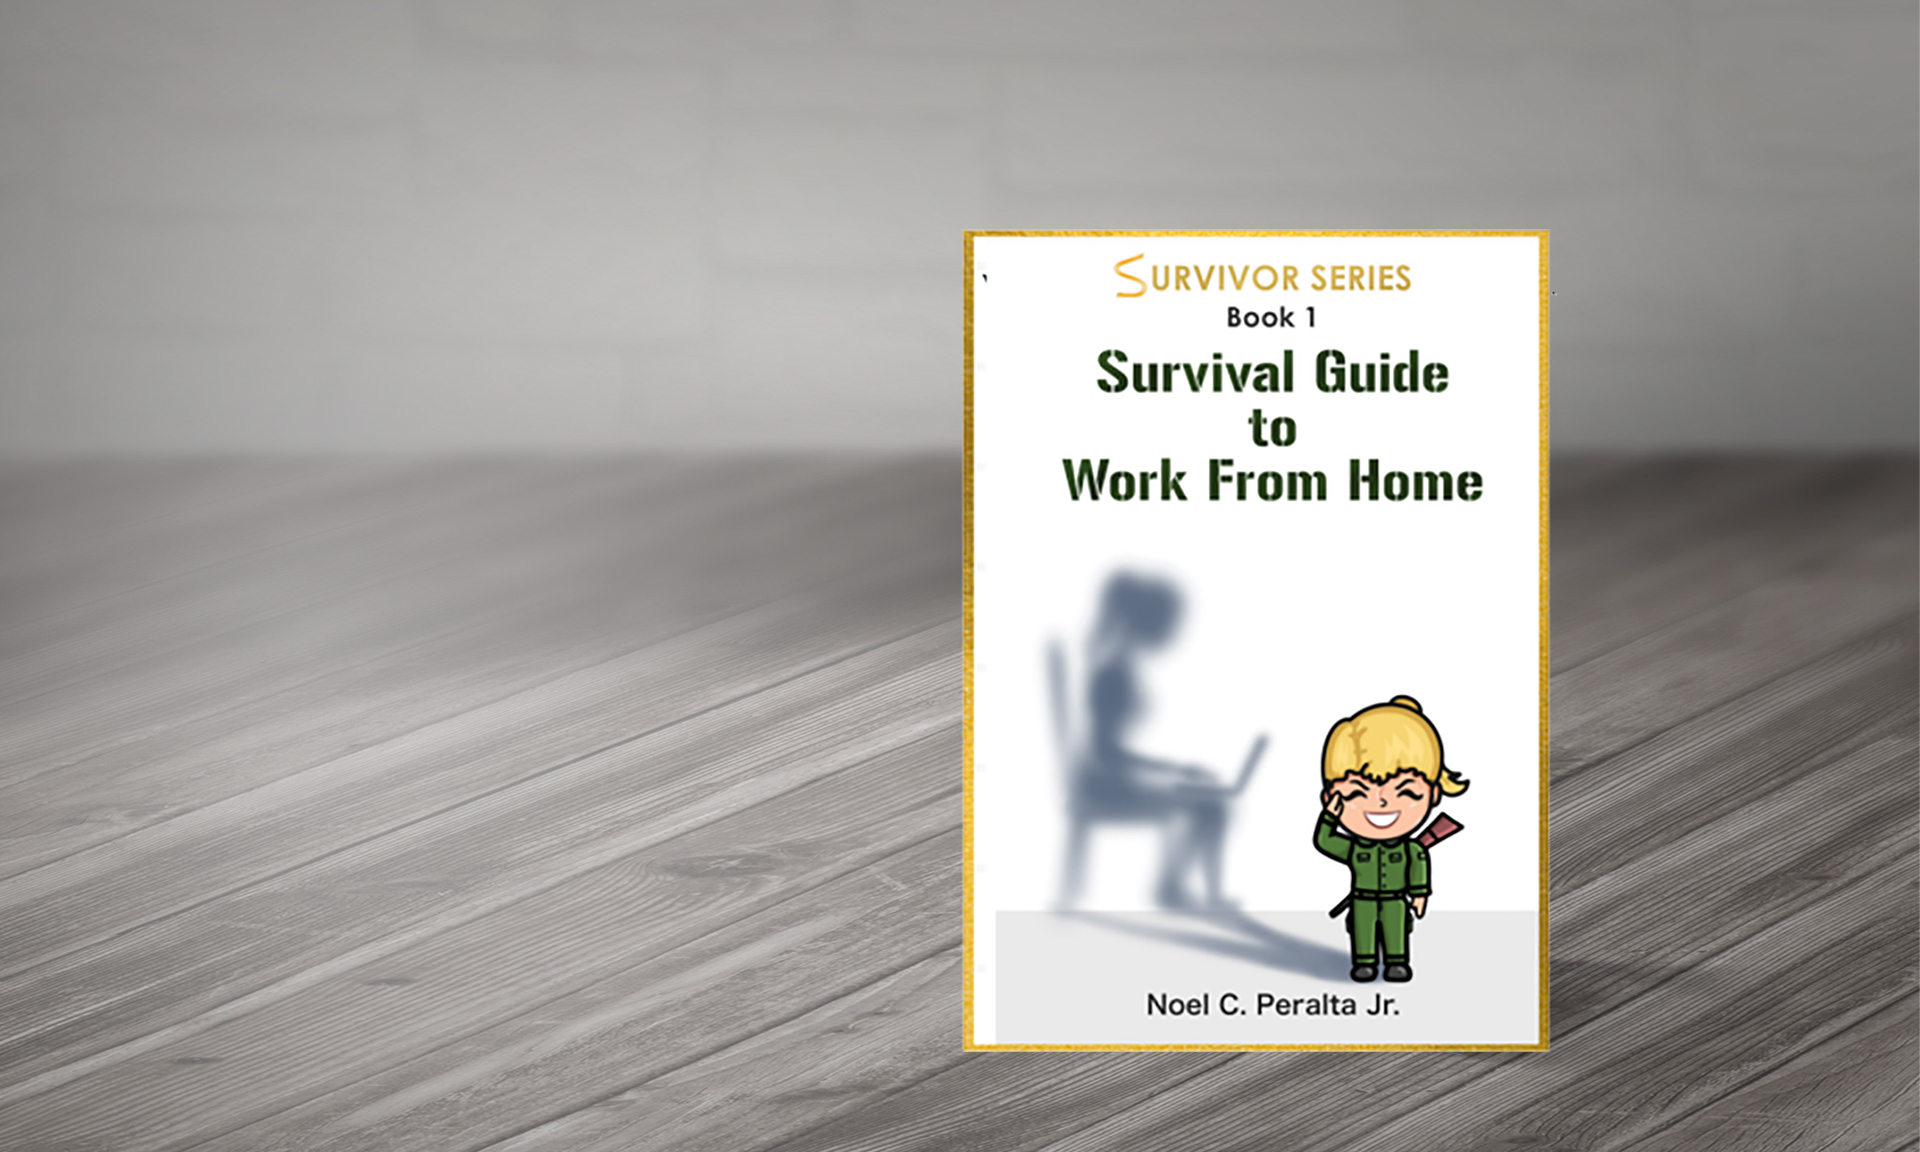 SURVIVOR SERIES
Book 1
Survival Guide
to
Work From Home
Noel C. Peralta Jr.